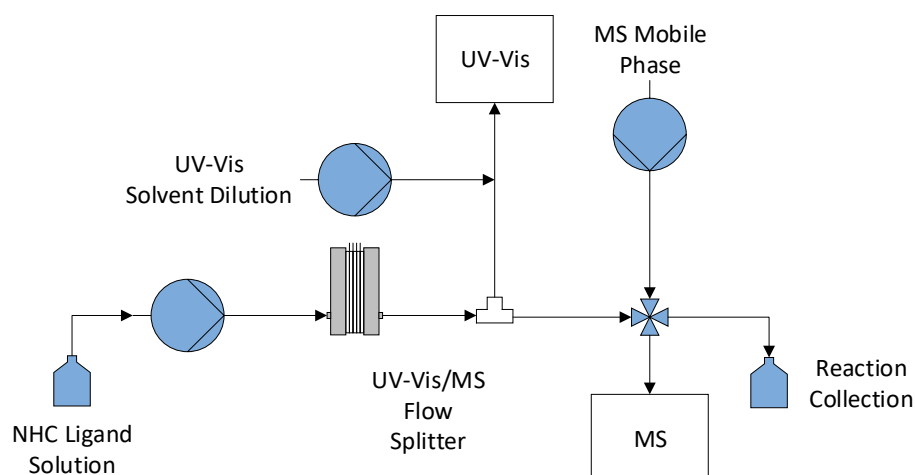 UV-Vis
MS Mobile
Phase
UV-Vis
Solvent Dilution
NHC Ligand
Solution
UV-Vis/MS
Flow
Splitter
MS
Reaction
Collection